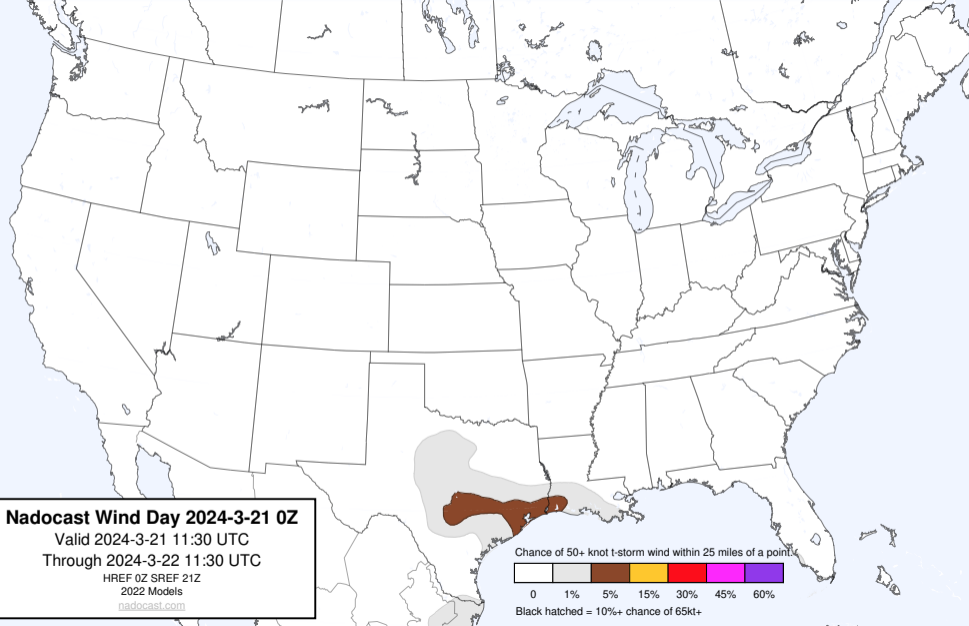 Nadocast Wind Day 2024-3-21 0Z
Valid 2024-3-21 11:30 UTC
Through 2024-3-22 11:30 UTC
HREF 0Z SREF 21Z
2022 Models
nadocast.com
Chance of 50+ knot t-storm wind within 25 miles of a point.
0 1% 5% 15% 30% 45% 60%
Black hatched = 10%+ chance of 65kt+